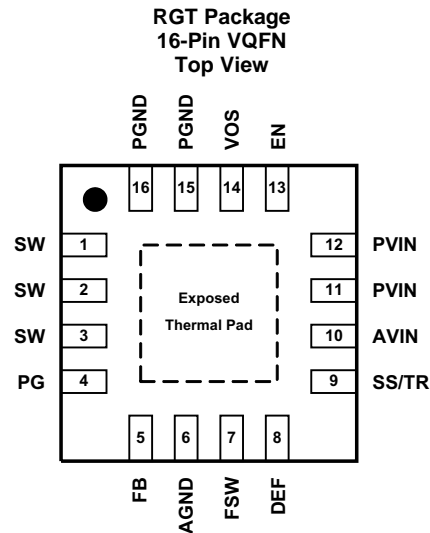 RGT Package
16-Pin VQFN
Top View
PGND
PGND
VOS
EN
16
15
14
13
SW 1
12 PVIN
SW 2
11 PVIN
Exposed
Thermal Pad
SW 3
10 AVIN
PG 4
9 SS/TR
5
6
7
8
FB
AGND
FSW
DEF